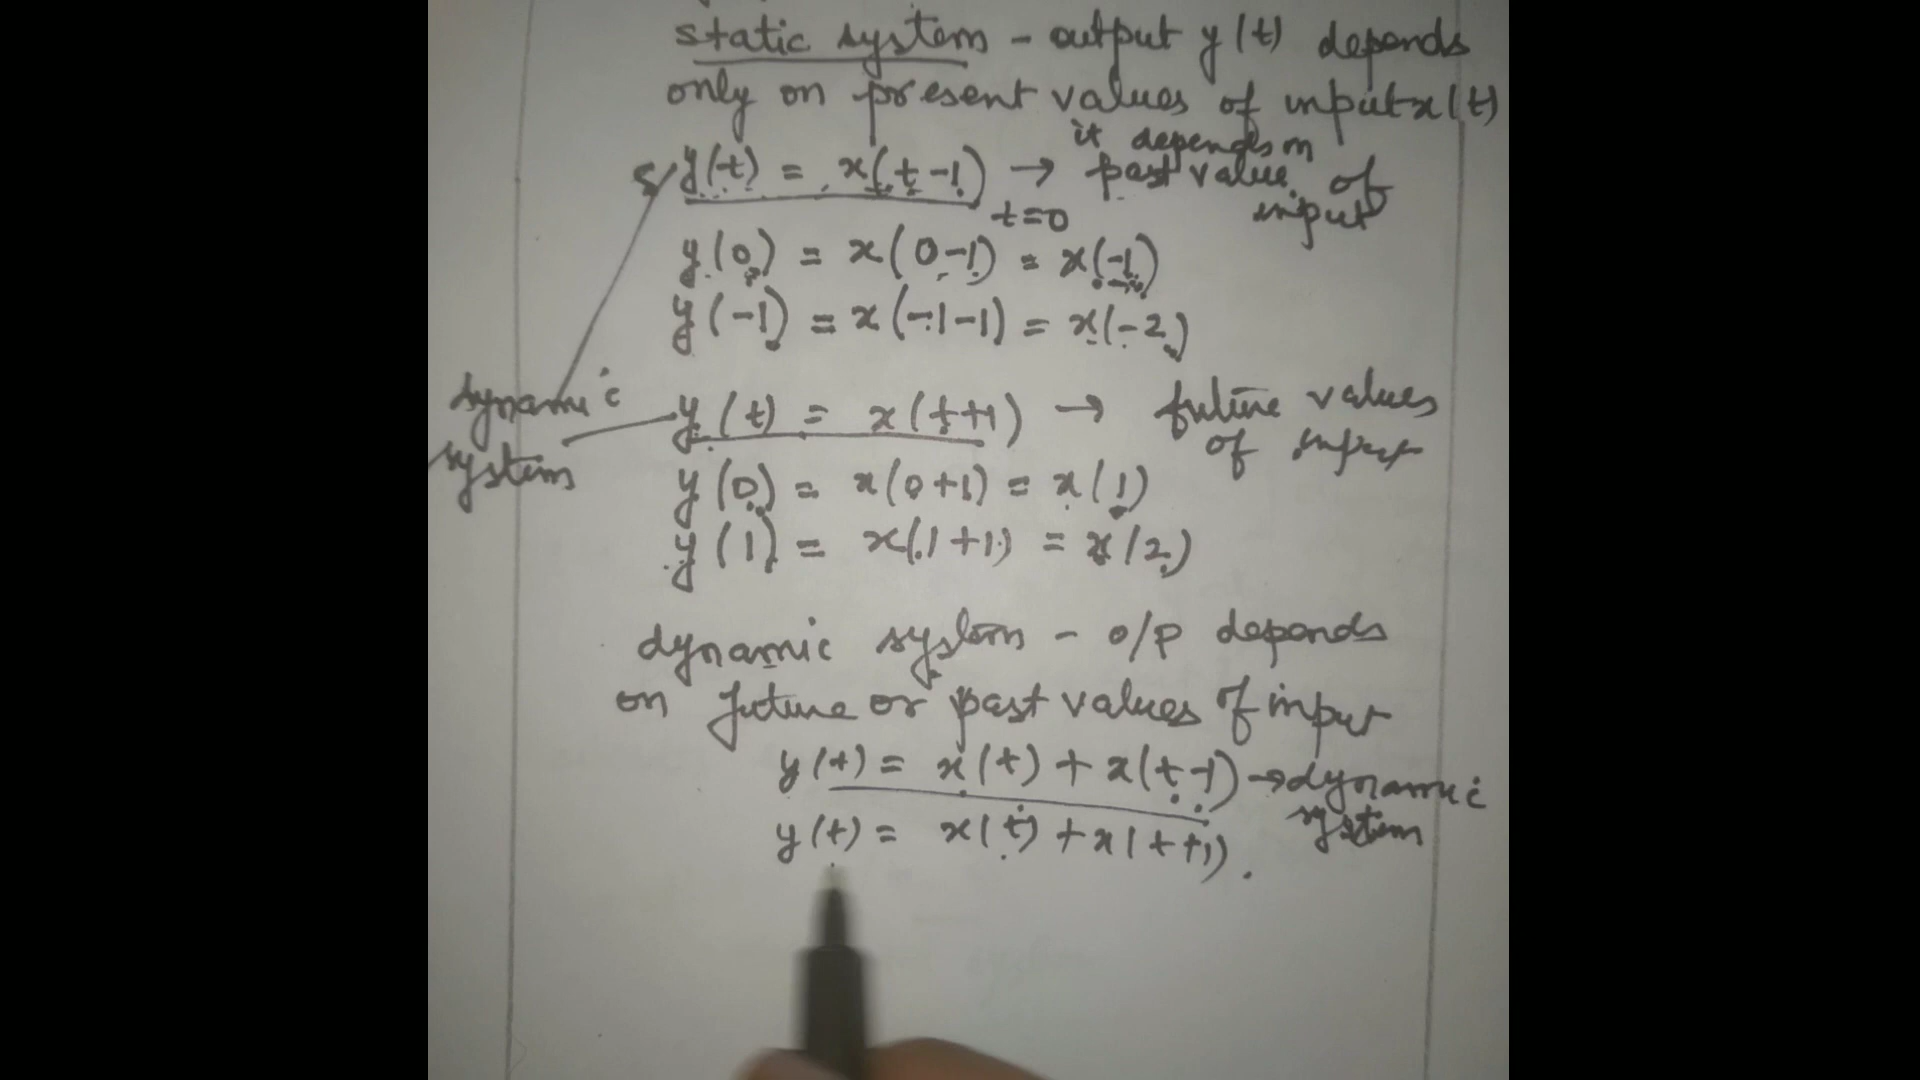 static system - output y(t) depends
only on present values of input x(t)
y(t) = x(t-1) → it depends on
past value of
input
t=0
y(0) = x(0-1) = x(-1)
y(-1) = x(-1-1) = x(-2)
dynamic
system
y(t) = x(t+1) → future values
of input
y(0) = x(0+1) = x(1)
y(1) = x(1+1) = x(2)
dynamic system - o/p depends
on future or past values of input
y(t) = x(t) + x(t-1) → dynamic
system
y(t) = x(t) + x(t+1).